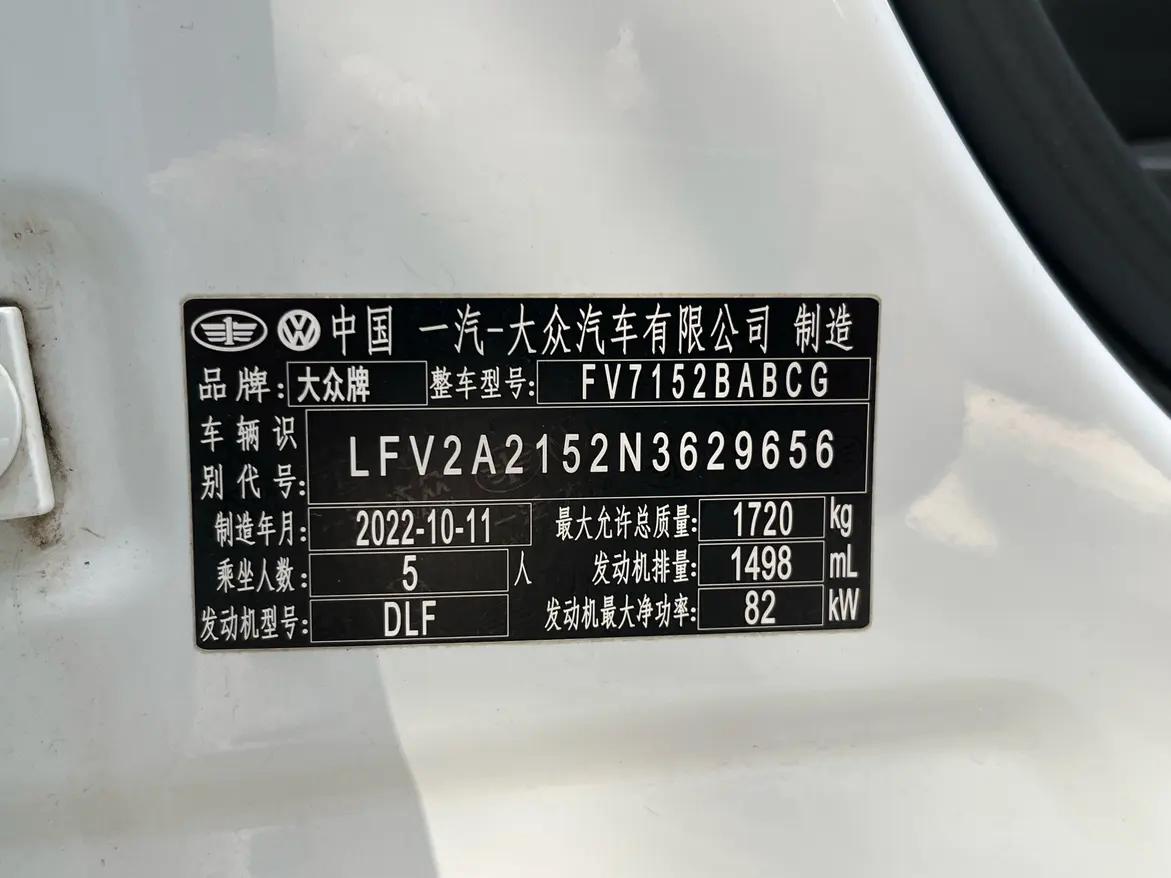 中国 一汽-大众汽车有限公司 制造
品牌: 大众牌 整车型号: FV7152BABCG
车辆识别代号: LFV2A2152N3629656
制造年月: 2022-10-11 最大允许总质量: 1720 kg
乘坐人数: 5 人 发动机排量: 1498 mL
发动机型号: DLF 发动机最大净功率: 82 kW